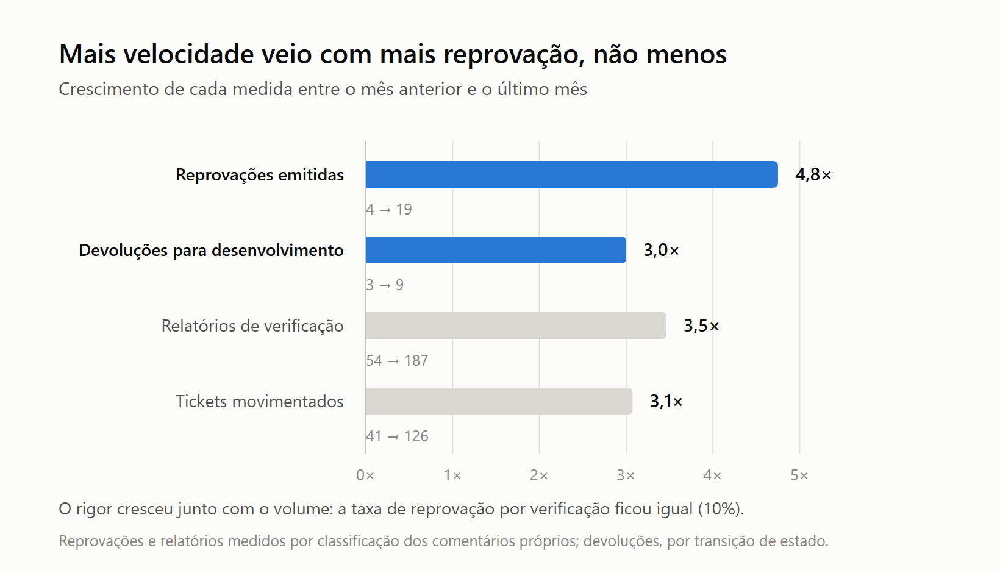 Mais velocidade veio com mais reprovação, não menos
Crescimento de cada medida entre o mês anterior e o último mês
Reprovações emitidas
4,8×
4 → 19
Devoluções para desenvolvimento
3,0×
3 → 9
Relatórios de verificação
3,5×
54 → 187
Tickets movimentados
3,1×
41 → 126
0× 1× 2× 3× 4× 5×
O rigor cresceu junto com o volume: a taxa de reprovação por verificação ficou igual (10%).
Reprovações e relatórios medidos por classificação dos comentários próprios; devoluções, por transição de estado.